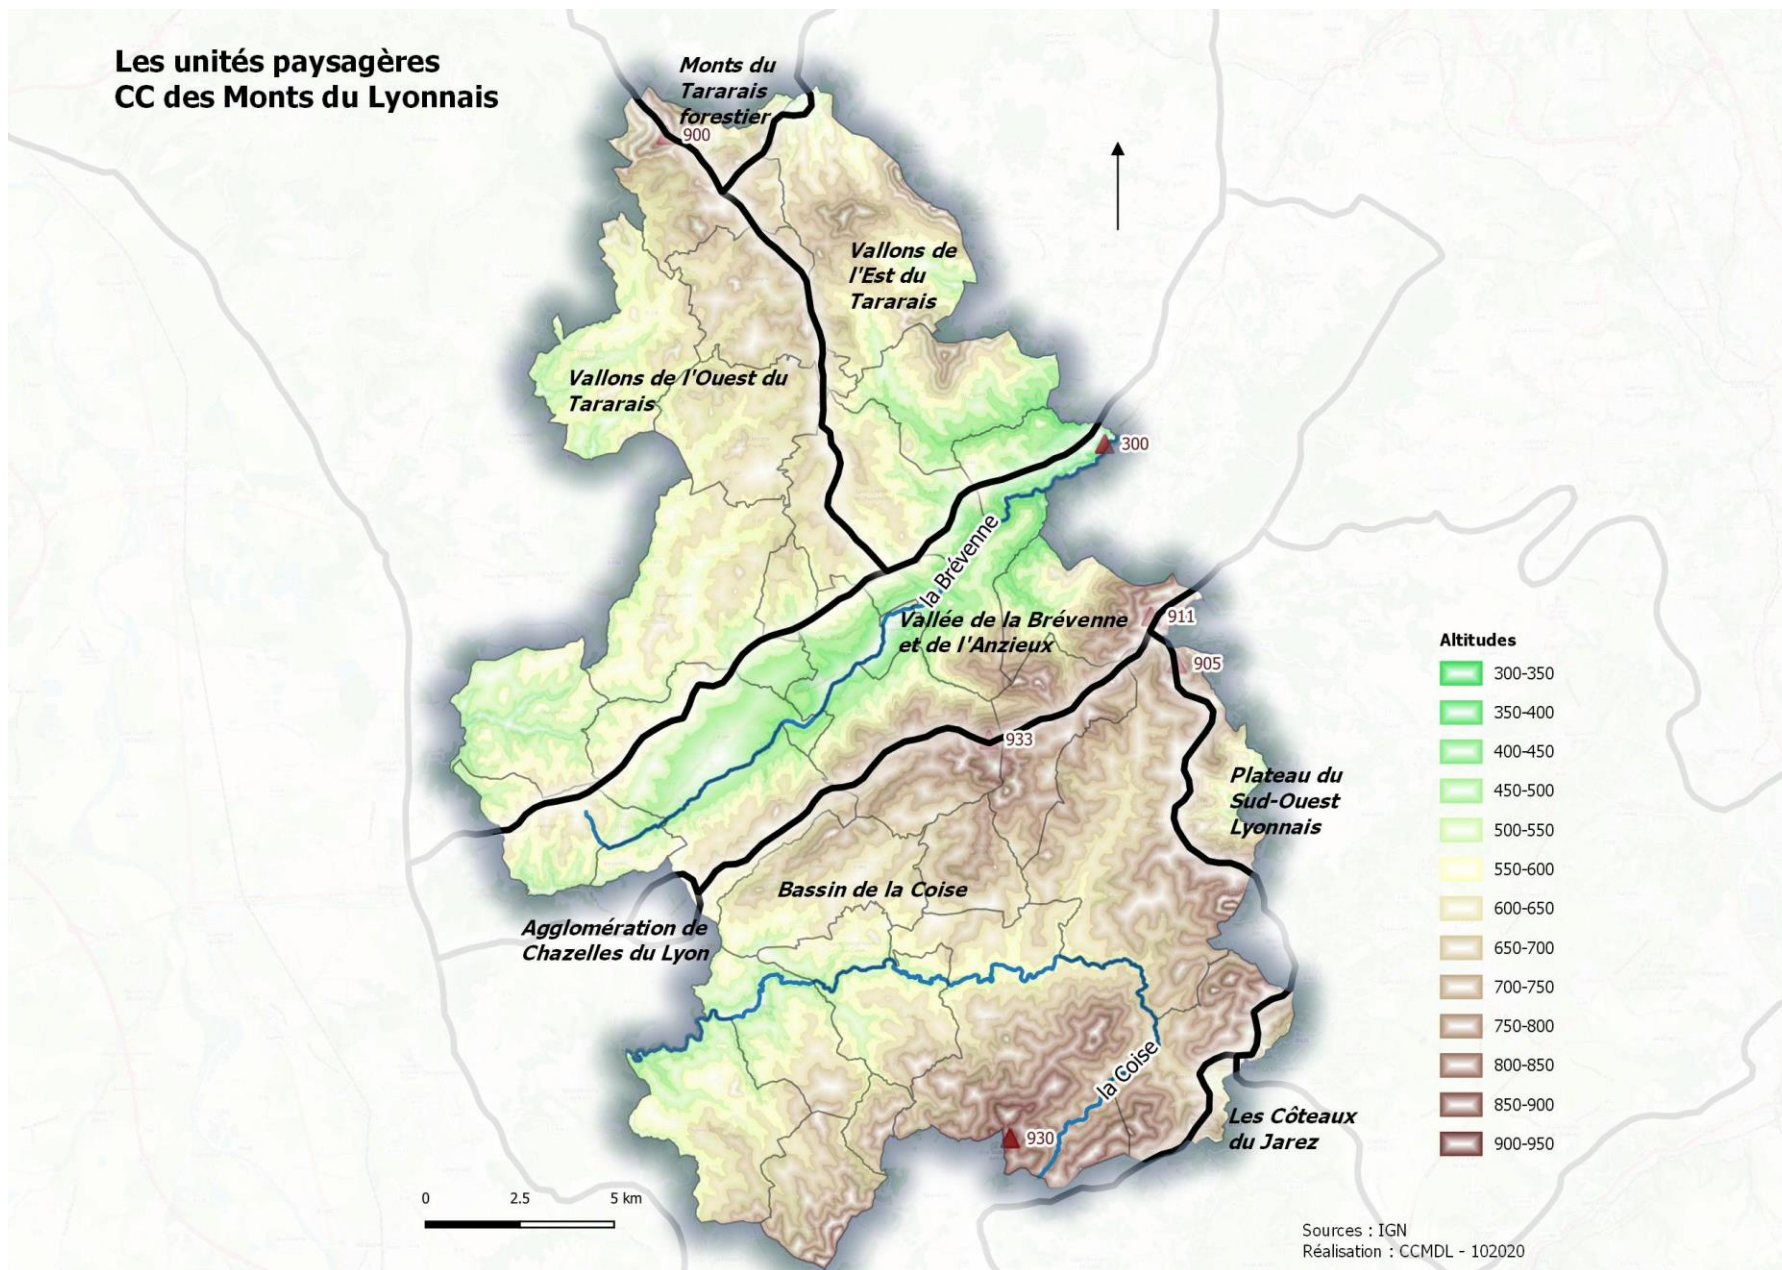 Les unités paysagères
CC des Monts du Lyonnais
Monts du
Tararais
forestier
900
Vallons de
l'Est du
Tararais
Vallons de l'Ouest du
Tararais
300
la Brévenne
Vallée de la Brévenne
et de l'Anzieux
911
905
933
Plateau du
Sud-Ouest
Lyonnais
Bassin de la Coise
Agglomération de
Chazelles du Lyon
la Coise
930
Les Côteaux
du Jarez
Altitudes
300-350
350-400
400-450
450-500
500-550
550-600
600-650
650-700
700-750
750-800
800-850
850-900
900-950
0 2.5 5 km
Sources : IGN
Réalisation : CCMDL - 102020